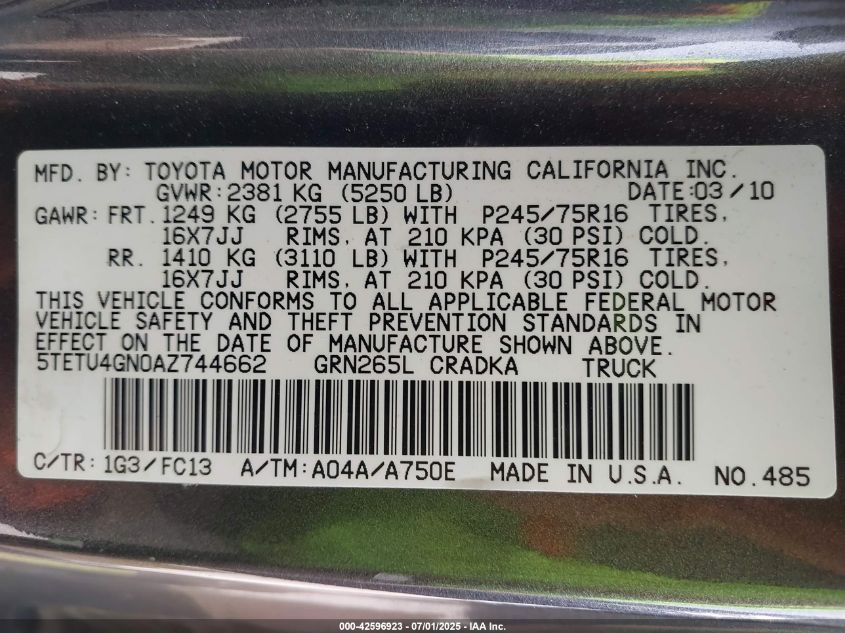 MFD. BY: TOYOTA MOTOR MANUFACTURING CALIFORNIA INC.
GVWR:2381 KG (5250 LB) DATE:03/10
GAWR: FRT. 1249 KG (2755 LB) WITH P245/75R16 TIRES,
16X7JJ RIMS, AT 210 KPA (30 PSI) COLD.
RR. 1410 KG (3110 LB) WITH P245/75R16 TIRES,
16X7JJ RIMS, AT 210 KPA (30 PSI) COLD.
THIS VEHICLE CONFORMS TO ALL APPLICABLE FEDERAL MOTOR
VEHICLE SAFETY AND THEFT PREVENTION STANDARDS IN
EFFECT ON THE DATE OF MANUFACTURE SHOWN ABOVE.
5TETU4GN0AZ744662 GRN265L CRADKA TRUCK
C/TR: 1G3/FC13 A/TM:A04A/A750E MADE IN U.S.A. NO.485
000-42596923 - 07/01/2025 - IAA Inc.